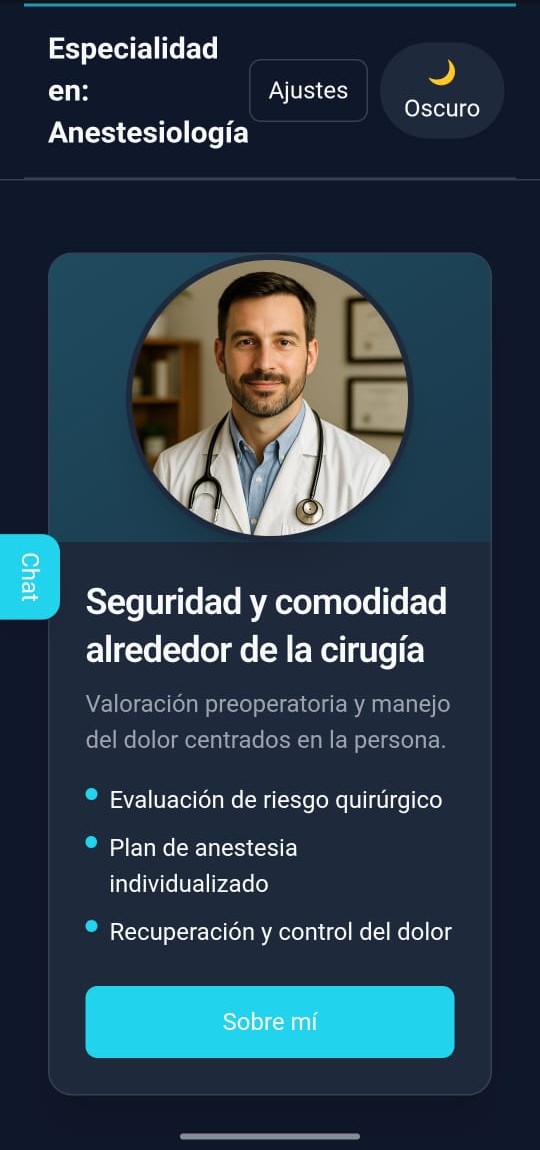 Especialidad
en:
Anestesiología
Ajustes
🌙
Oscuro
Chat
Seguridad y comodidad
alrededor de la cirugía
Valoración preoperatoria y manejo
del dolor centrados en la persona.
Evaluación de riesgo quirúrgico
Plan de anestesia
individualizado
Recuperación y control del dolor
Sobre mí